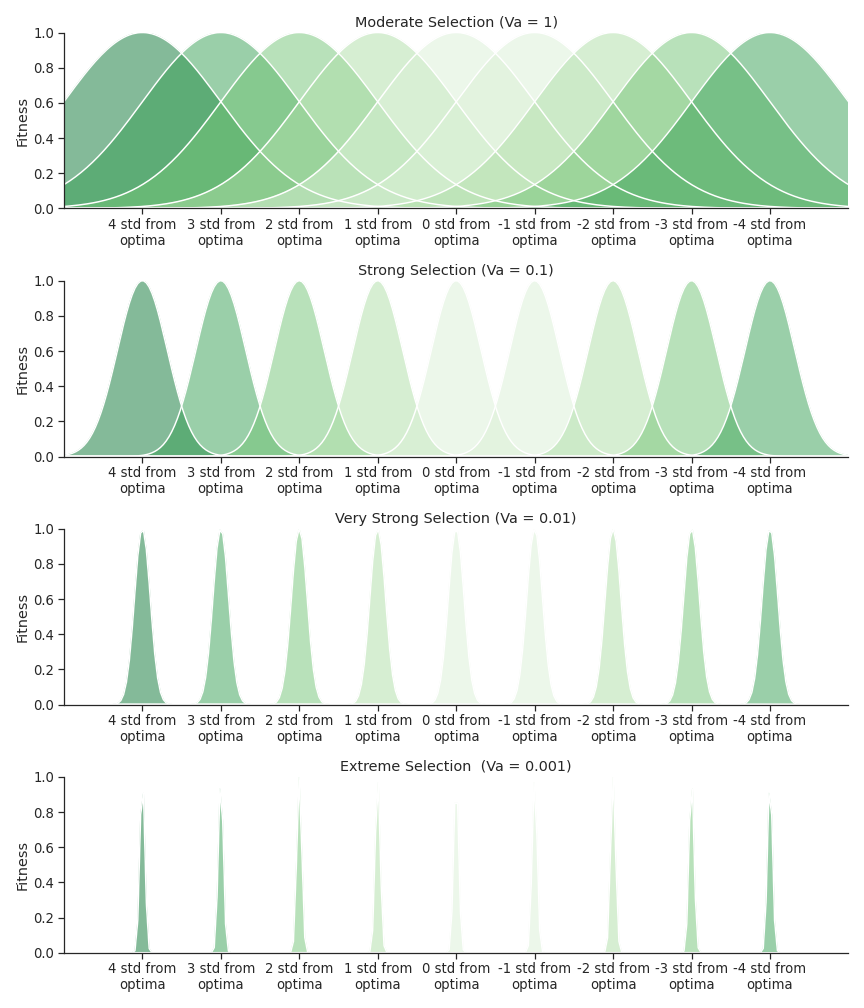 Moderate Selection (Va = 1)
1.0
0.8
0.6
0.4
0.2
0.0
Fitness
4 std from 3 std from 2 std from 1 std from 0 std from -1 std from -2 std from -3 std from -4 std from
optima optima optima optima optima optima optima optima optima
Strong Selection (Va = 0.1)
1.0
0.8
0.6
0.4
0.2
0.0
Fitness
4 std from 3 std from 2 std from 1 std from 0 std from -1 std from -2 std from -3 std from -4 std from
optima optima optima optima optima optima optima optima optima
Very Strong Selection (Va = 0.01)
1.0
0.8
0.6
0.4
0.2
0.0
Fitness
4 std from 3 std from 2 std from 1 std from 0 std from -1 std from -2 std from -3 std from -4 std from
optima optima optima optima optima optima optima optima optima
Extreme Selection  (Va = 0.001)
1.0
0.8
0.6
0.4
0.2
0.0
Fitness
4 std from 3 std from 2 std from 1 std from 0 std from -1 std from -2 std from -3 std from -4 std from
optima optima optima optima optima optima optima optima optima